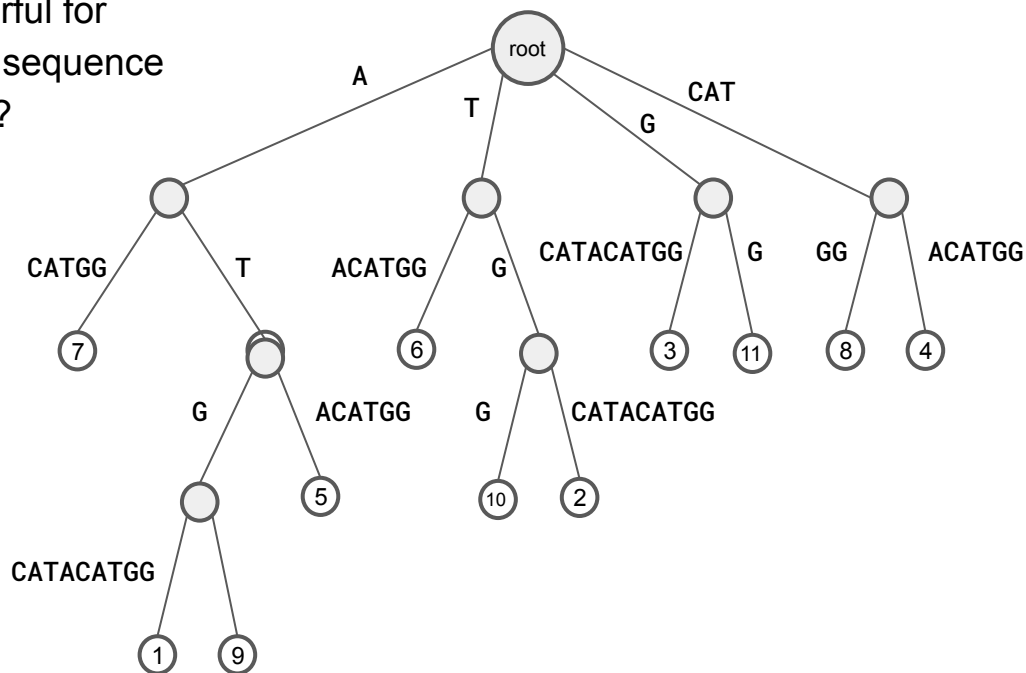 rful for
sequence
?
root
A
T
G
CAT
CATGG
T
ACATGG
G
CATACATGG
G
GG
ACATGG
7
6
3
11
8
4
G
ACATGG
G
CATACATGG
5
10
2
CATACATGG
1
9